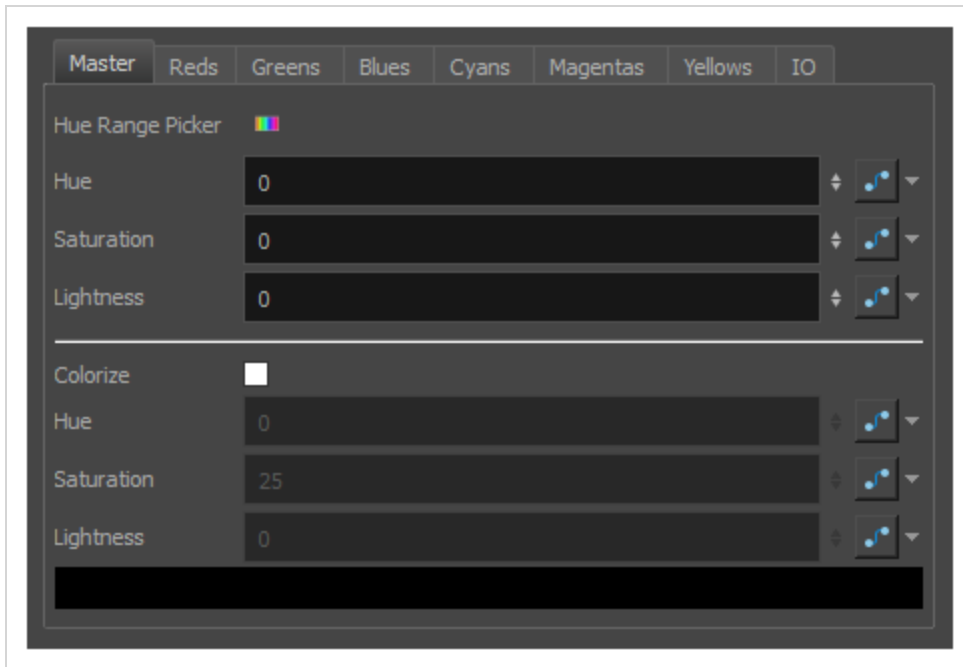 Master Reds Greens Blues Cyans Magentas Yellows IO
Hue Range Picker
Hue 0
Saturation 0
Lightness 0
Colorize
Hue 0
Saturation 25
Lightness 0